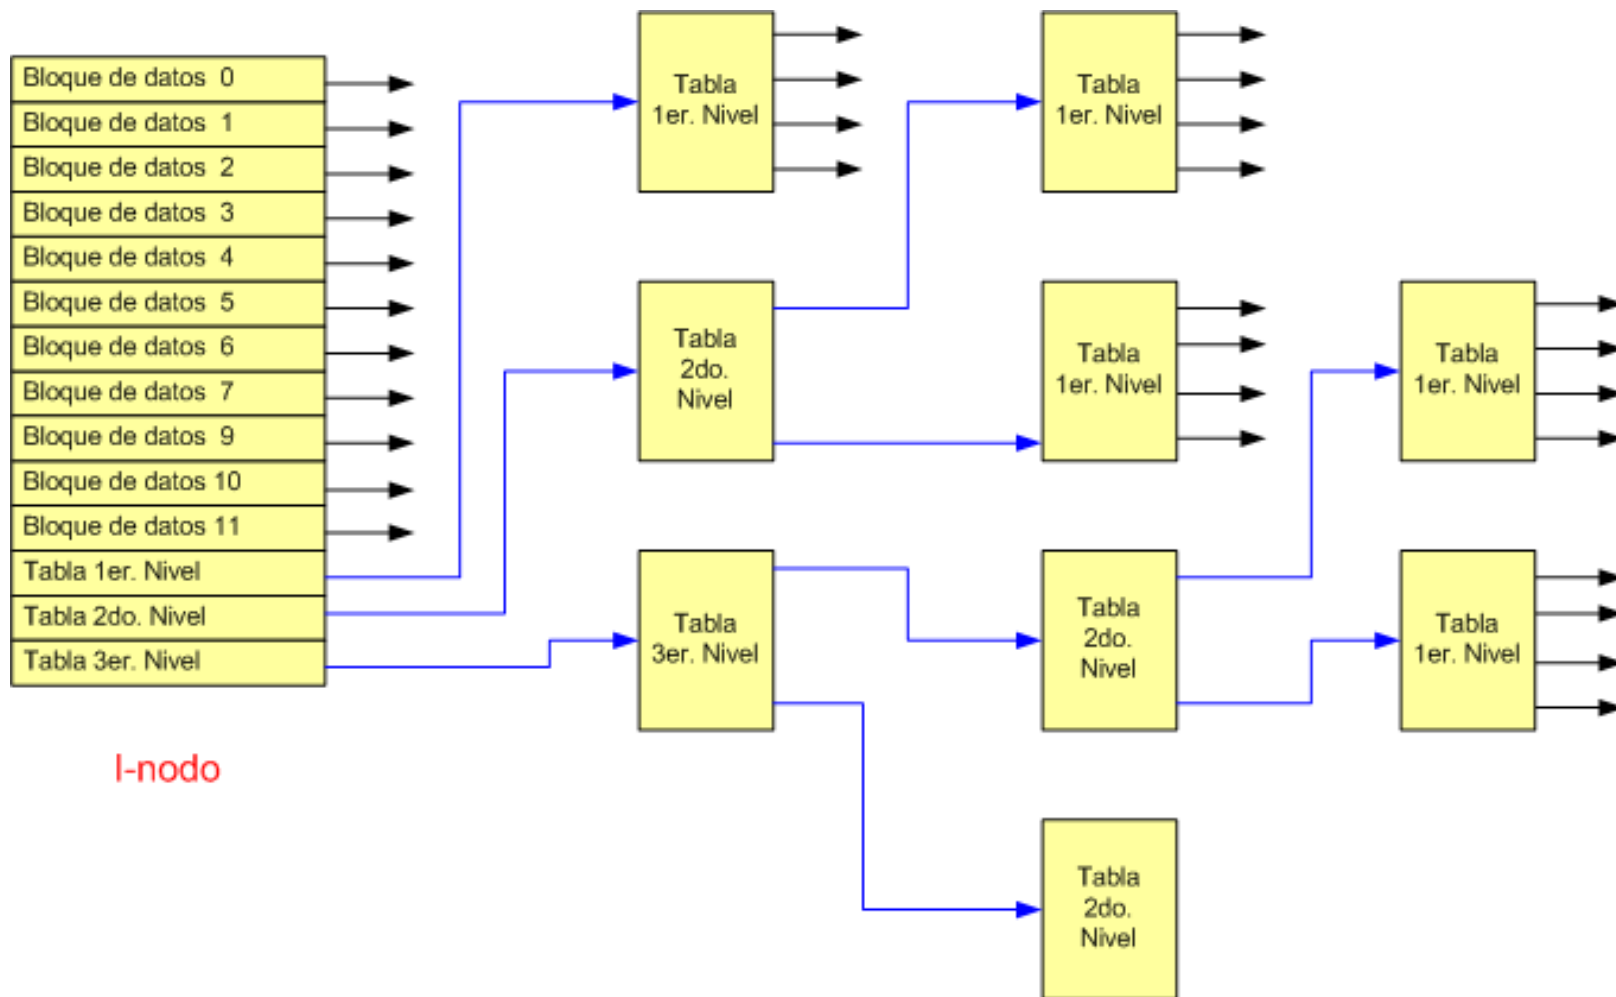 Bloque de datos 0
Bloque de datos 1
Bloque de datos 2
Bloque de datos 3
Bloque de datos 4
Bloque de datos 5
Bloque de datos 6
Bloque de datos 7
Bloque de datos 9
Bloque de datos 10
Bloque de datos 11
Tabla 1er. Nivel
Tabla 2do. Nivel
Tabla 3er. Nivel
I-nodo
Tabla
1er. Nivel
Tabla
2do.
Nivel
Tabla
3er. Nivel
Tabla
1er. Nivel
Tabla
1er. Nivel
Tabla
2do.
Nivel
Tabla
2do.
Nivel
Tabla
1er. Nivel
Tabla
1er. Nivel